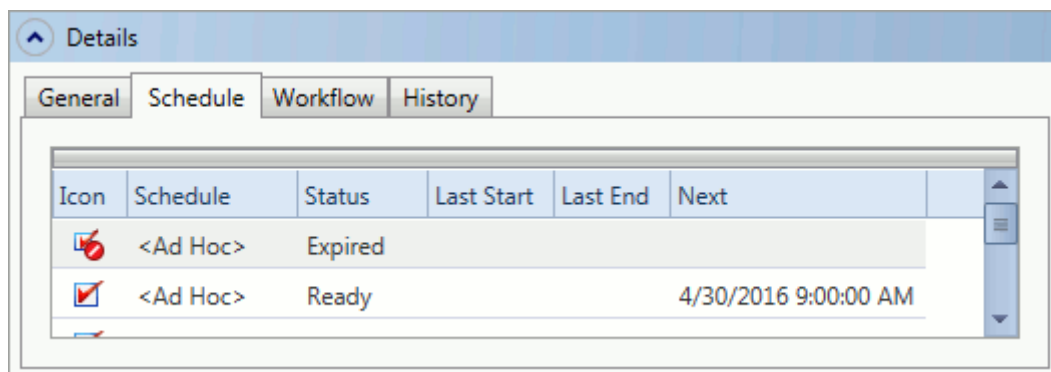 Details
General Schedule Workflow History
Icon Schedule Status Last Start Last End Next
<Ad Hoc> Expired
<Ad Hoc> Ready 4/30/2016 9:00:00 AM